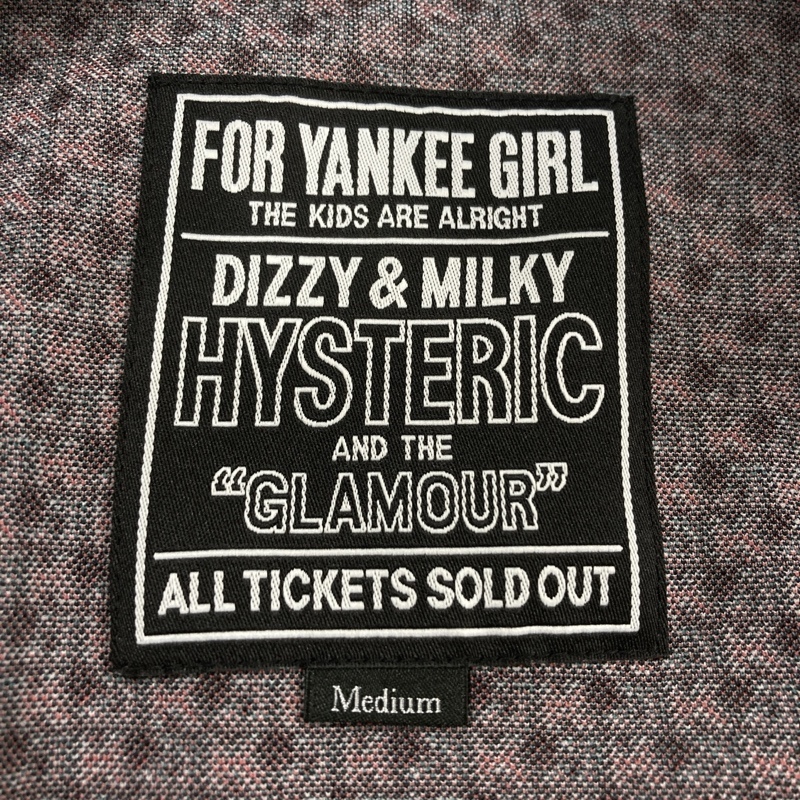 FOR YANKEE GIRL
THE KIDS ARE ALRIGHT
DIZZY & MILKY
HYSTERIC
AND THE
“GLAMOUR”
ALL TICKETS SOLD OUT
Medium